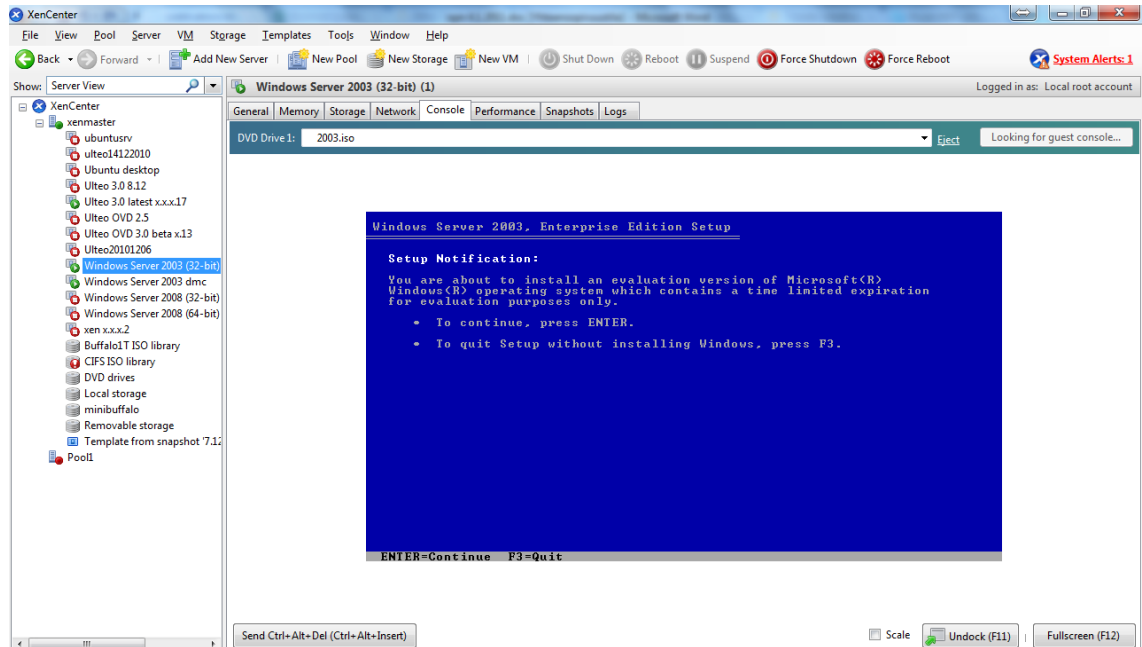 XenCenter
File View Pool Server VM Storage Templates Tools Window Help
Back Forward Add New Server New Pool New Storage New VM Shut Down Reboot Suspend Force Shutdown Force Reboot System Alerts: 1
Show: Server View
Windows Server 2003 (32-bit) (1) Logged in as: Local root account
XenCenter
xenmaster
ubuntusrv
ulteo14122010
Ubuntu desktop
Ulteo 3.0 8.12
Ulteo 3.0 latest x.x.x.17
Ulteo OVD 2.5
Ulteo OVD 3.0 beta x.13
Ulteo20101206
Windows Server 2003 (32-bit)
Windows Server 2003 dmc
Windows Server 2008 (32-bit)
Windows Server 2008 (64-bit)
xen x.x.x.2
Buffalo1T ISO library
CIFS ISO library
DVD drives
Local storage
minibuffalo
Removable storage
Template from snapshot '7.12
Pool1
General Memory Storage Network Console Performance Snapshots Logs
DVD Drive 1: 2003.iso Eject Looking for guest console...
Windows Server 2003, Enterprise Edition Setup
Setup Notification:
You are about to install an evaluation version of Microsoft(R)
Windows(R) operating system which contains a time limited expiration
for evaluation purposes only.
• To continue, press ENTER.
• To quit Setup without installing Windows, press F3.
ENTER=Continue F3=Quit
Send Ctrl+Alt+Del (Ctrl+Alt+Insert) Scale Undock (F11) Fullscreen (F12)